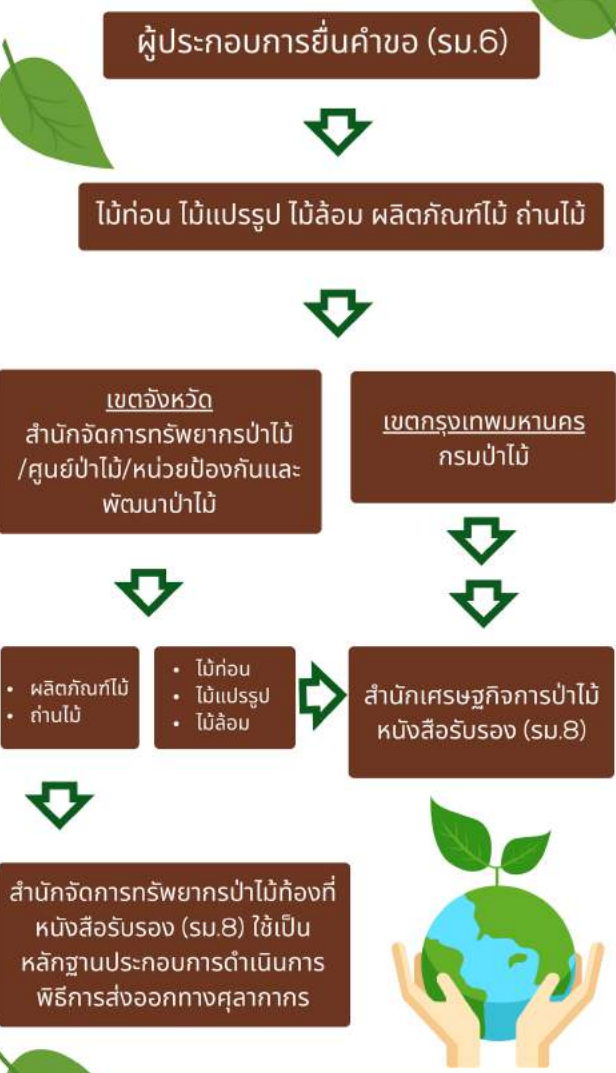 ผู้ประกอบการยื่นคำขอ (รม.6)
ไม้ท่อน ไม้แปรรูป ไม้ล้อม ผลิตภัณฑ์ไม้ ถ่านไม้
เขตจังหวัด
สำนักจัดการทรัพยากรป่าไม้
/ศูนย์ป่าไม้/หน่วยป้องกันและ
พัฒนาป่าไม้
เขตกรุงเทพมหานคร
กรมป่าไม้
• ผลิตภัณฑ์ไม้
• ถ่านไม้
• ไม้ท่อน
• ไม้แปรรูป
• ไม้ล้อม
สำนักเศรษฐกิจการป่าไม้
หนังสือรับรอง (รม.8)
สำนักจัดการทรัพยากรป่าไม้ท้องที่
หนังสือรับรอง (รม.8) ใช้เป็น
หลักฐานประกอบการดำเนินการ
พิธีการส่งออกทางศุลากากร